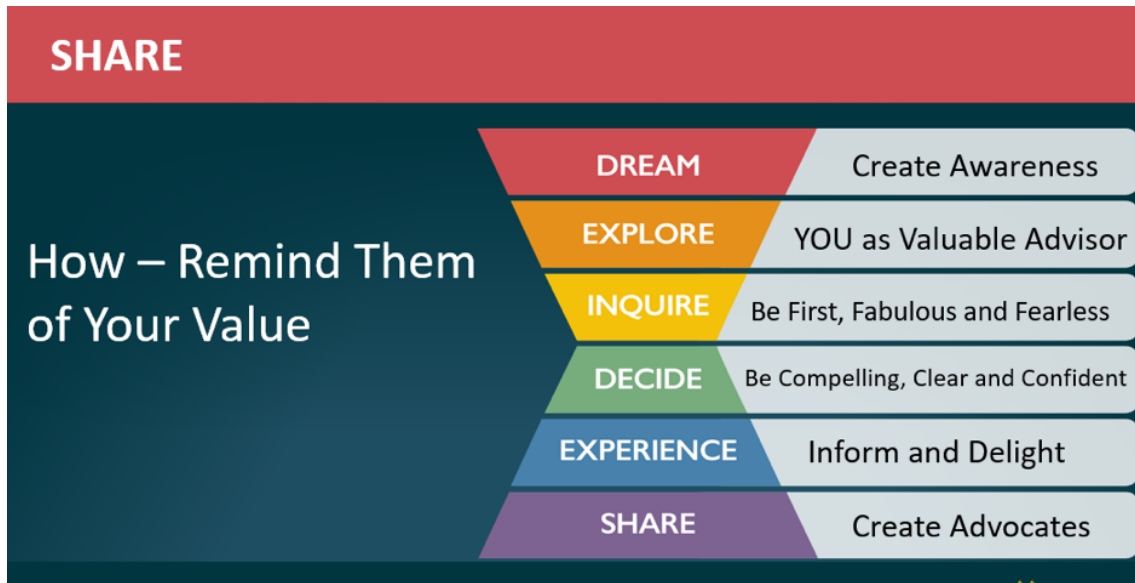 SHARE
How – Remind Them
of Your Value
DREAM
Create Awareness
EXPLORE
YOU as Valuable Advisor
INQUIRE
Be First, Fabulous and Fearless
DECIDE
Be Compelling, Clear and Confident
EXPERIENCE
Inform and Delight
SHARE
Create Advocates